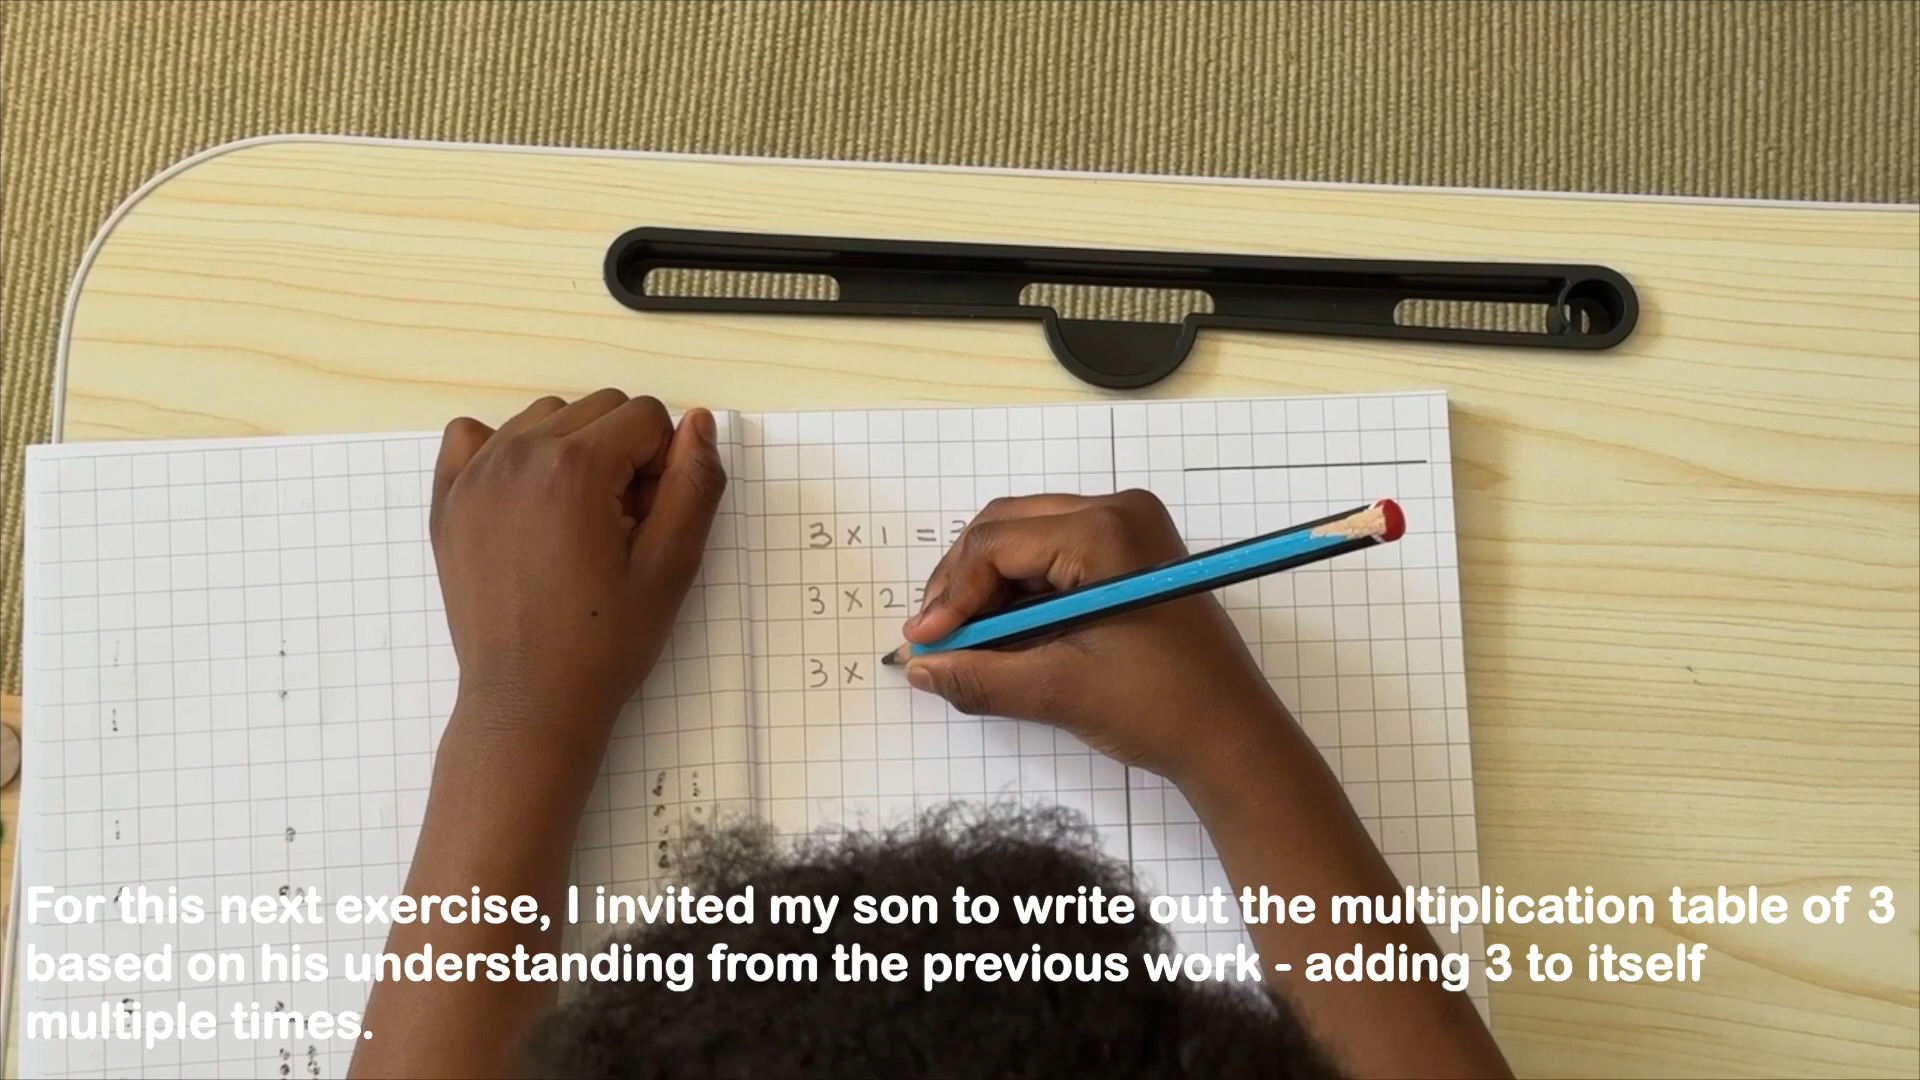 3 × 1 = 3
3 × 2 =
3 ×
For this next exercise, I invited my son to write out the multiplication table of 3
based on his understanding from the previous work - adding 3 to itself
multiple times.